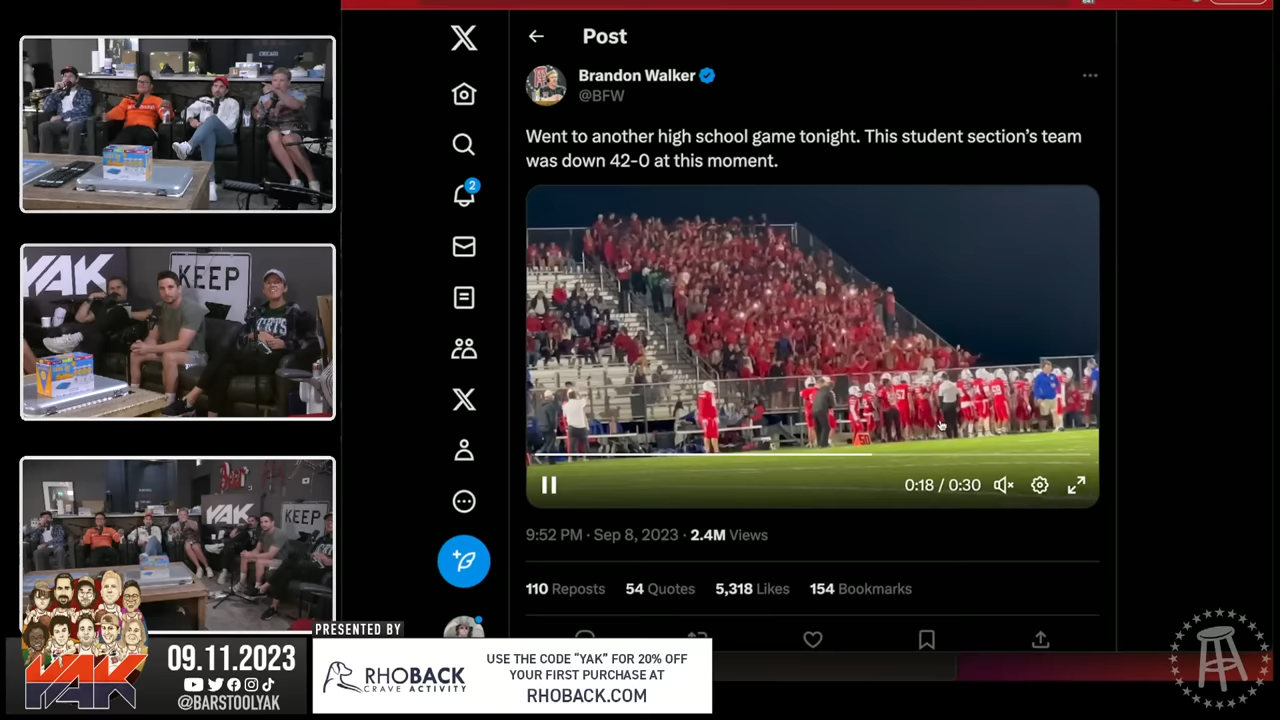 Post
Brandon Walker
@BFW
Went to another high school game tonight. This student section's team
was down 42-0 at this moment.
0:18 / 0:30
9:52 PM · Sep 8, 2023 · 2.4M Views
110 Reposts 54 Quotes 5,318 Likes 154 Bookmarks
2
YAK
KEEP
YAK
KEEP
YAK
09.11.2023
@BARSTOOLYAK
PRESENTED BY
RHOBACK
CRAVE ACTIVITY
USE THE CODE "YAK" FOR 20% OFF
YOUR FIRST PURCHASE AT
RHOBACK.COM